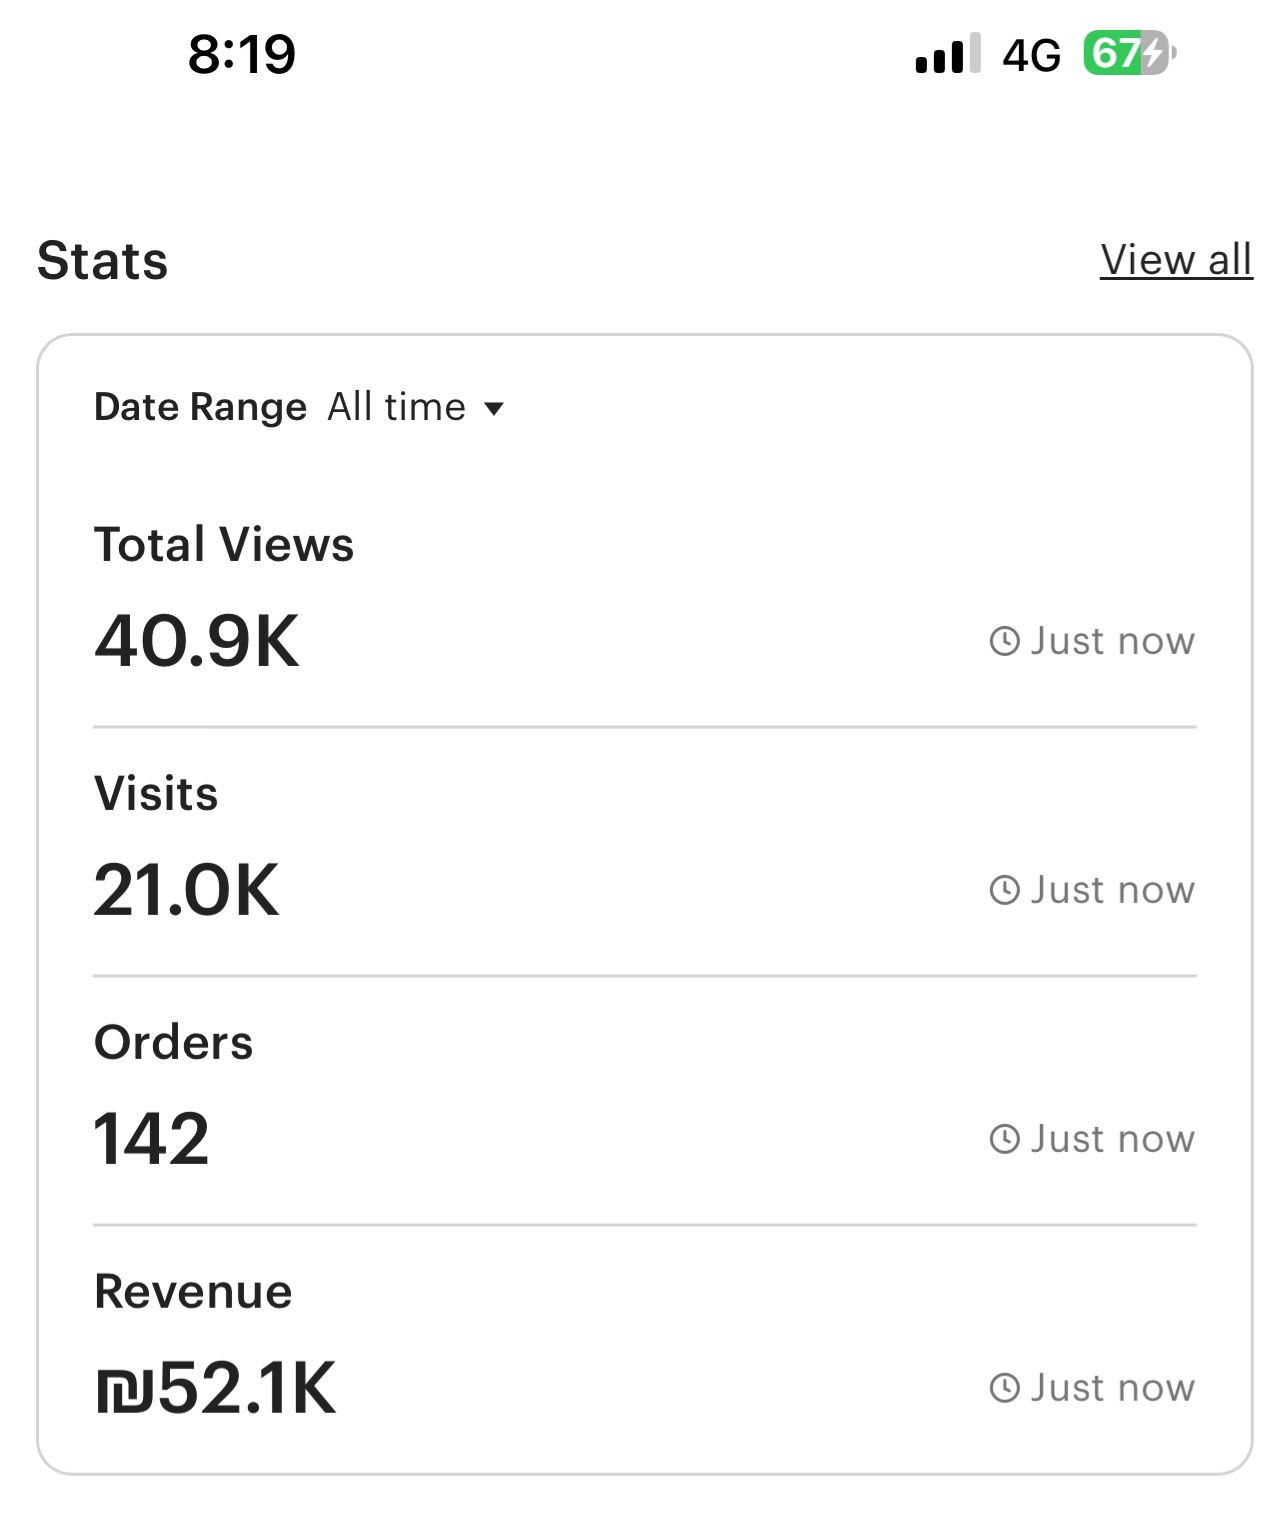 8:19
4G
67
Stats
View all
Date Range All time
Total Views
40.9K
Just now
Visits
21.0K
Just now
Orders
142
Just now
Revenue
₪52.1K
Just now